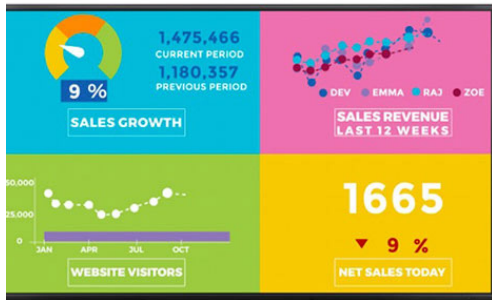 1,475,466
CURRENT PERIOD
1,180,357
PREVIOUS PERIOD
9 %
SALES GROWTH
DEV EMMA RAJ ZOE
SALES REVENUE
LAST 12 WEEKS
50,000
25,000
0
JAN APR JUL OCT
WEBSITE VISITORS
1665
▼ 9 %
NET SALES TODAY